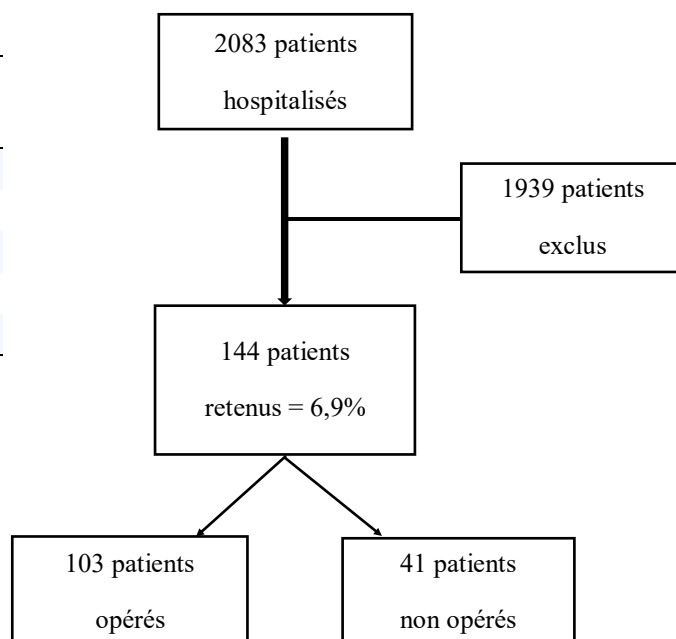 2083 patients
hospitalisés
1939 patients
exclus
144 patients
retenus = 6,9%
103 patients
opérés
41 patients
non opérés